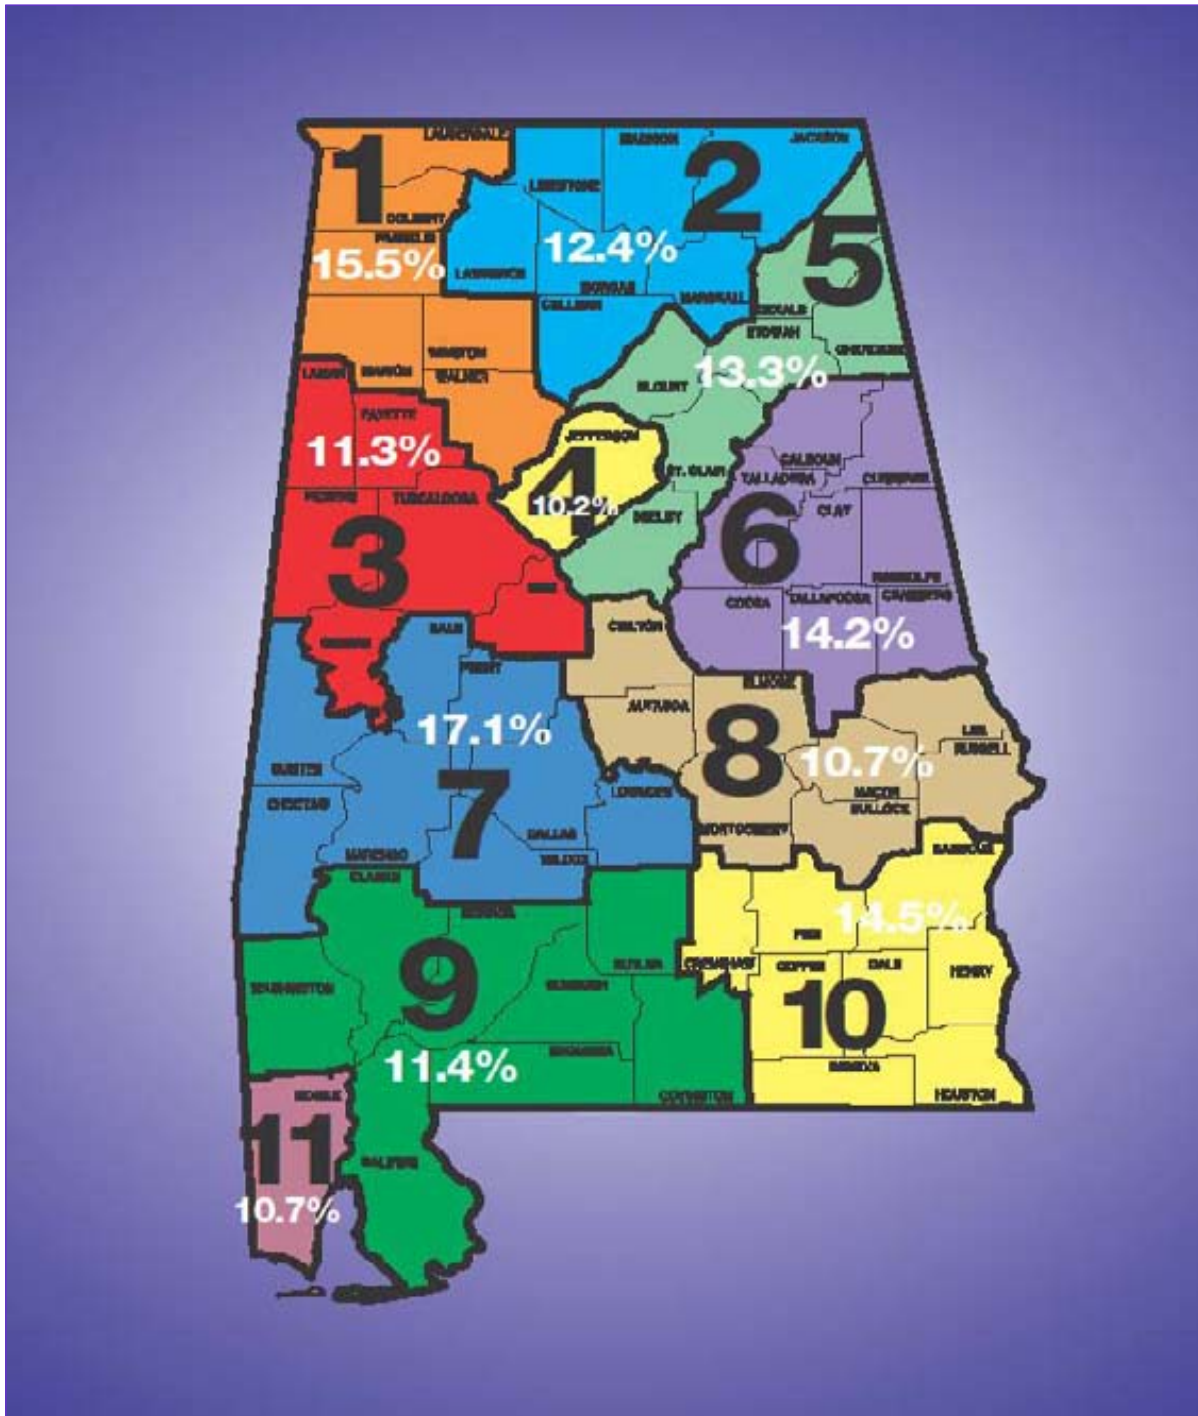 LAUDERDALE
MADISON
JACKSON
1
2
LIMESTONE
COLBERT
5
FRANKLIN
12.4%
15.5%
LAWRENCE
MORGAN
MARSHALL
CULLMAN
DEKALB
ETOWAH
CHEROKEE
WINSTON
LAMAR
MARION
WALKER
13.3%
BLOUNT
FAYETTE
JEFFERSON
11.3%
4
CALHOUN
ST. CLAIR
TALLADEGA
CLEBURNE
PICKENS
TUSCALOOSA
10.2%
SHELBY
6
CLAY
3
RANDOLPH
BIBB
COOSA
TALLAPOOSA
CHAMBERS
GREENE
HALE
CHILTON
14.2%
PERRY
ELMORE
AUTAUGA
17.1%
8
LEE
RUSSELL
SUMTER
10.7%
CHOCTAW
7
LOWNDES
MACON
BULLOCK
DALLAS
MONTGOMERY
MARENGO
WILCOX
BARBOUR
CLARKE
MONROE
14.5%
PIKE
9
BUTLER
CRENSHAW
COFFEE
DALE
HENRY
WASHINGTON
10
11.4%
GENEVA
MOBILE
COVINGTON
HOUSTON
11
BALDWIN
10.7%